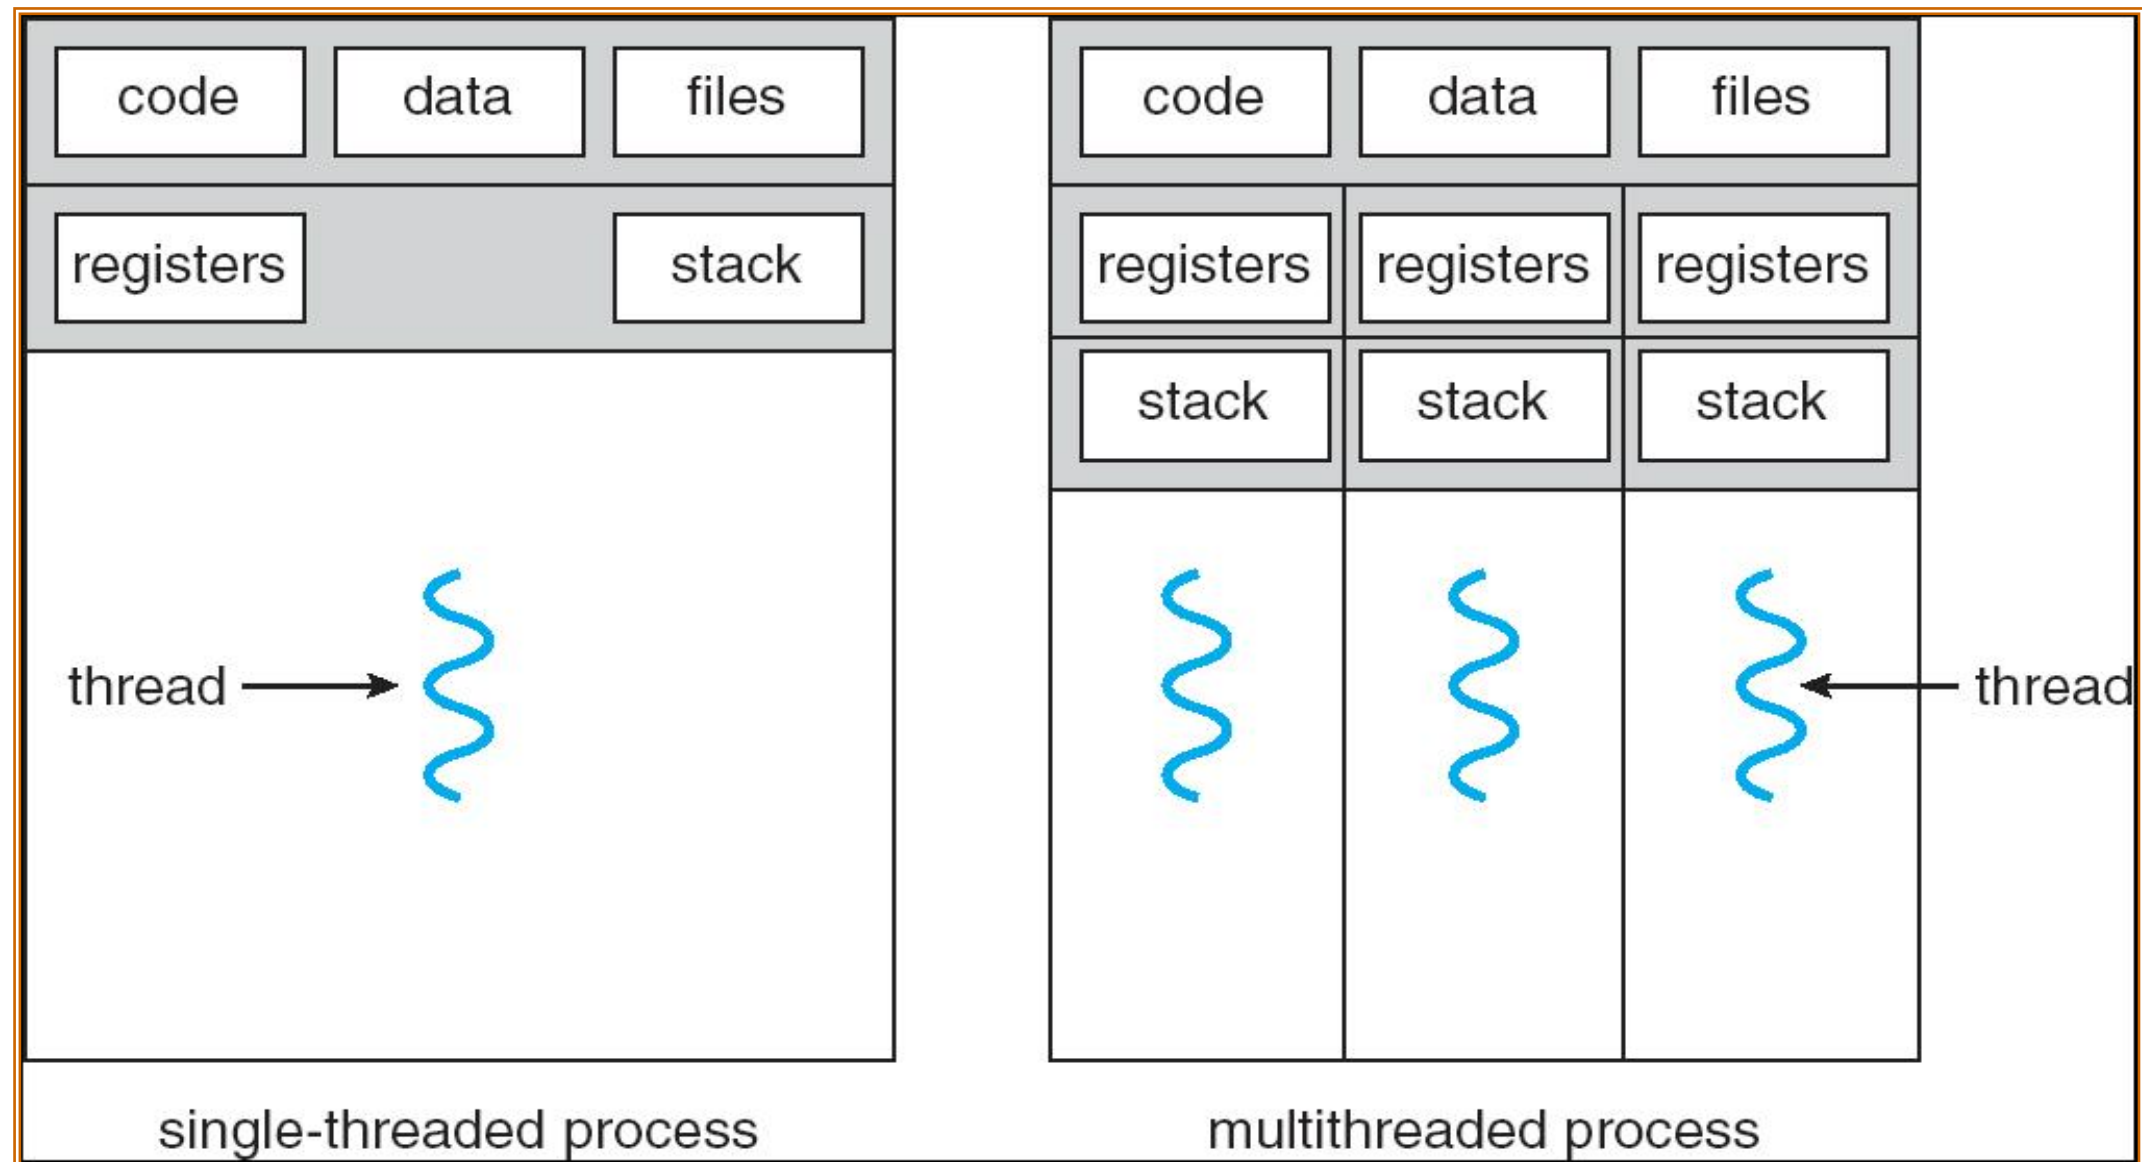 code data files
registers stack
thread
single-threaded process
code data files
registers registers registers
stack stack stack
thread
multithreaded process